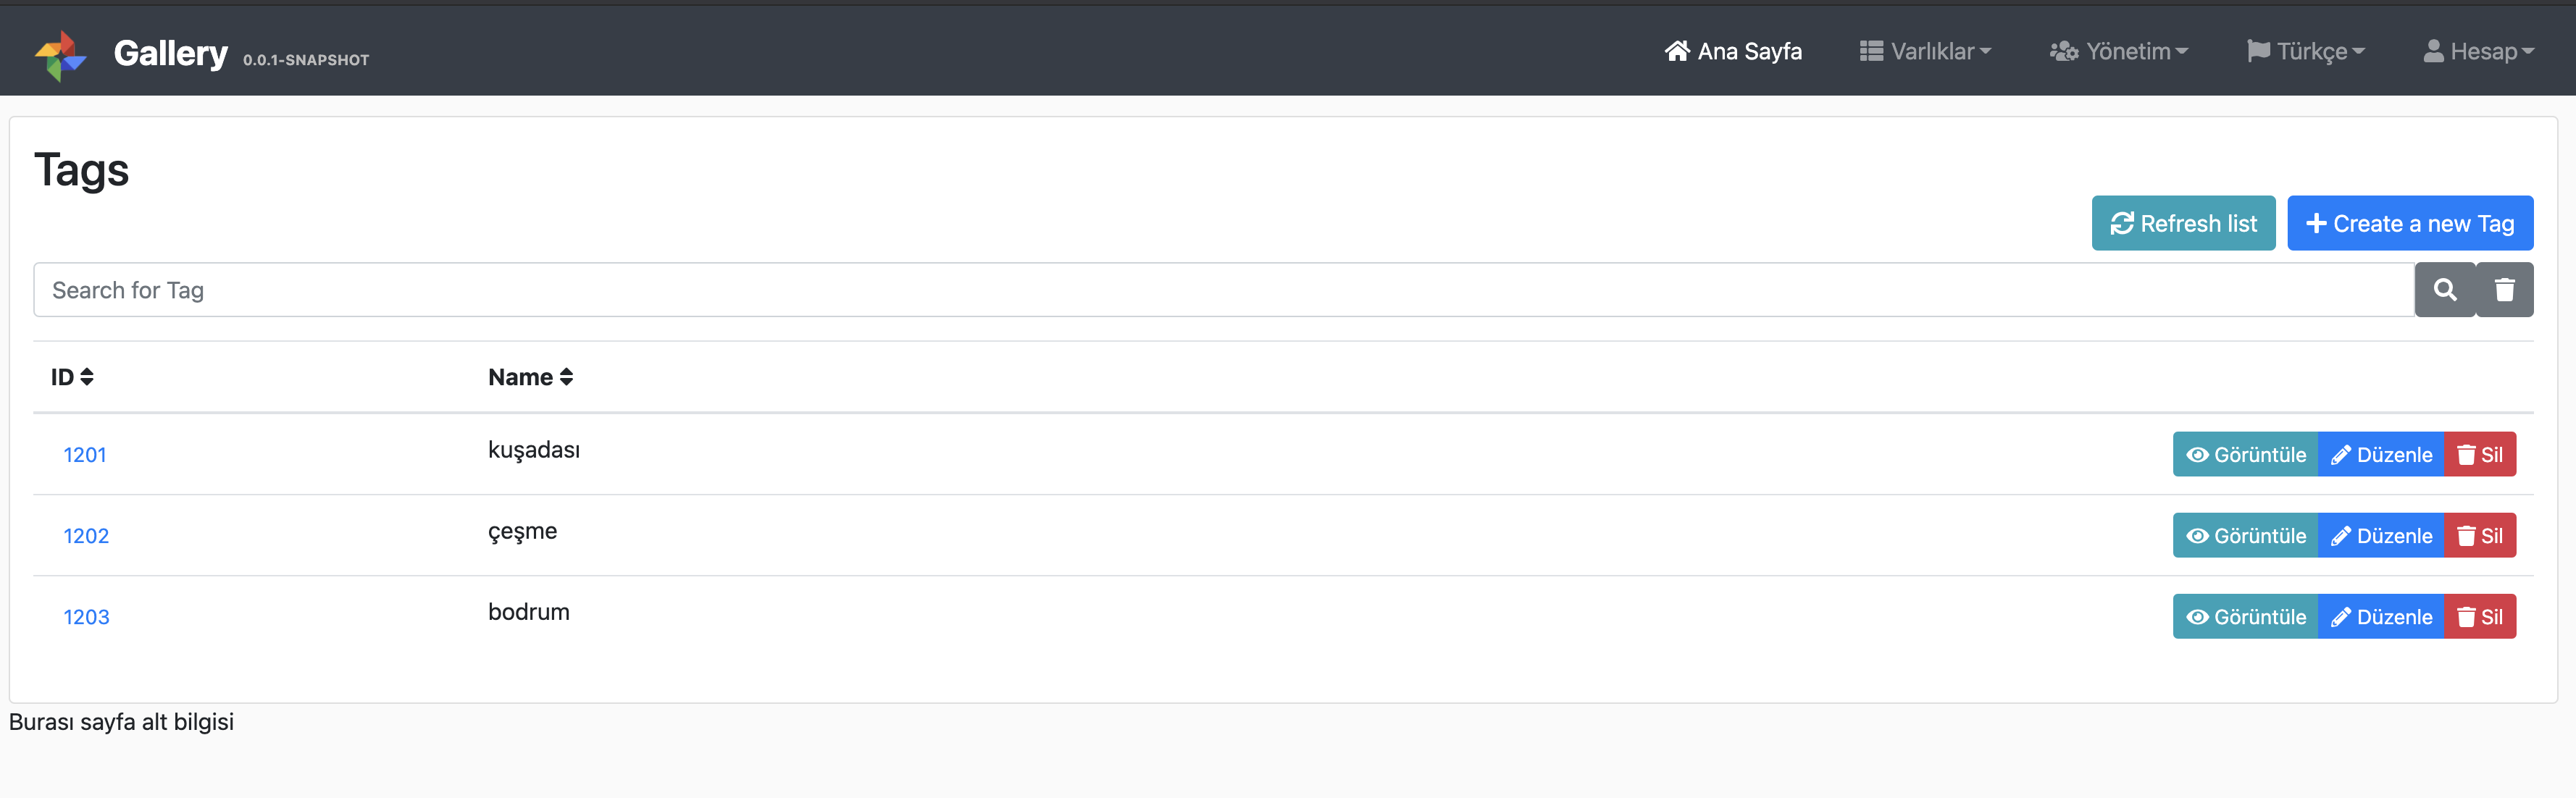 Gallery 0.0.1-SNAPSHOT Ana Sayfa Varlıklar Yönetim Türkçe Hesap
Tags
Refresh list Create a new Tag
Search for Tag
ID Name
1201 kuşadası Görüntüle Düzenle Sil
1202 çeşme Görüntüle Düzenle Sil
1203 bodrum Görüntüle Düzenle Sil
Burası sayfa alt bilgisi